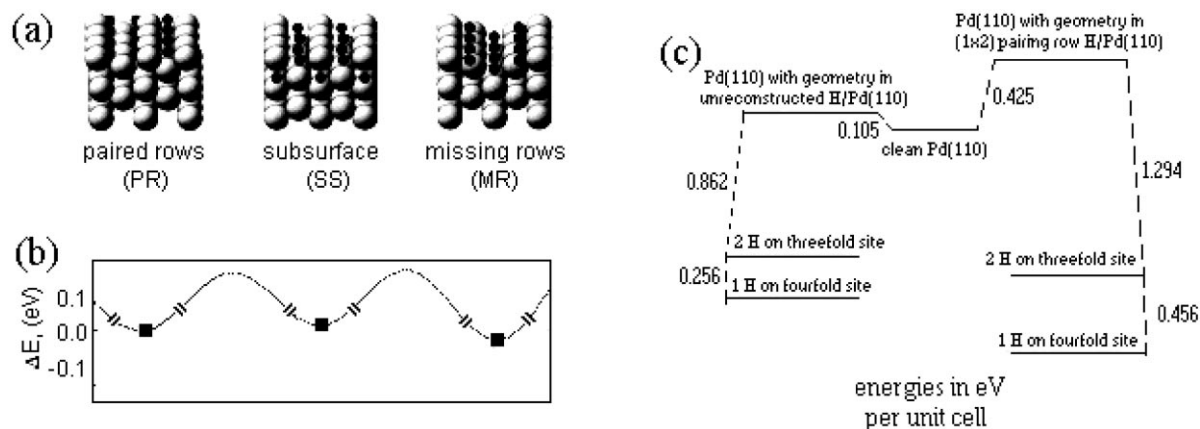 (a)
paired rows
(PR)
subsurface
(SS)
missing rows
(MR)
(b)
ΔEr (eV)
0.1
0.0
-0.1
(c)
Pd(110) with geometry in
(1x2) pairing row H/Pd(110)
Pd(110) with geometry in
unreconstructed H/Pd(110)
0.105
clean Pd(110)
0.425
0.862
1.294
2 H on threefold site
0.256
1 H on fourfold site
2 H on threefold site
0.456
1 H on fourfold site
energies in eV
per unit cell